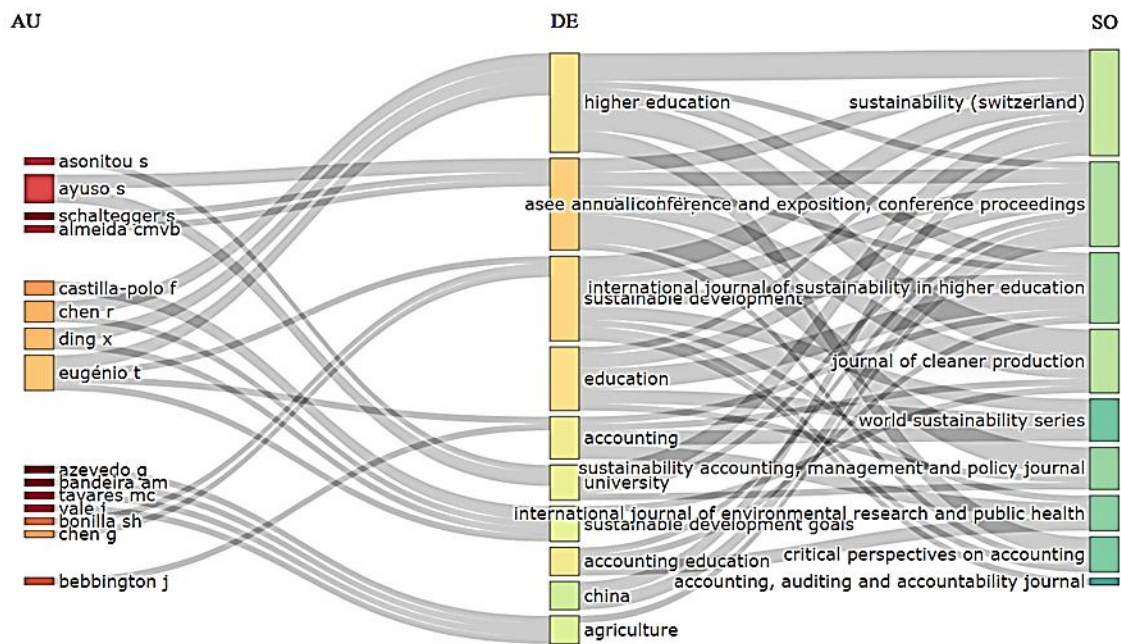 AU
DE
SO
asonitou s
ayuso s
schaltegger s
almeida cmvb
castilla-polo f
chen r
ding x
eugénio t
azevedo g
bandeira am
tavares mc
vale j
bonilla sh
chen g
bebbington j
higher education
sustainable development
education
accounting
university
sustainable development goals
accounting education
china
agriculture
sustainability (switzerland)
asee annual conference and exposition, conference proceedings
international journal of sustainability in higher education
journal of cleaner production
world sustainability series
sustainability accounting, management and policy journal
international journal of environmental research and public health
critical perspectives on accounting
accounting, auditing and accountability journal